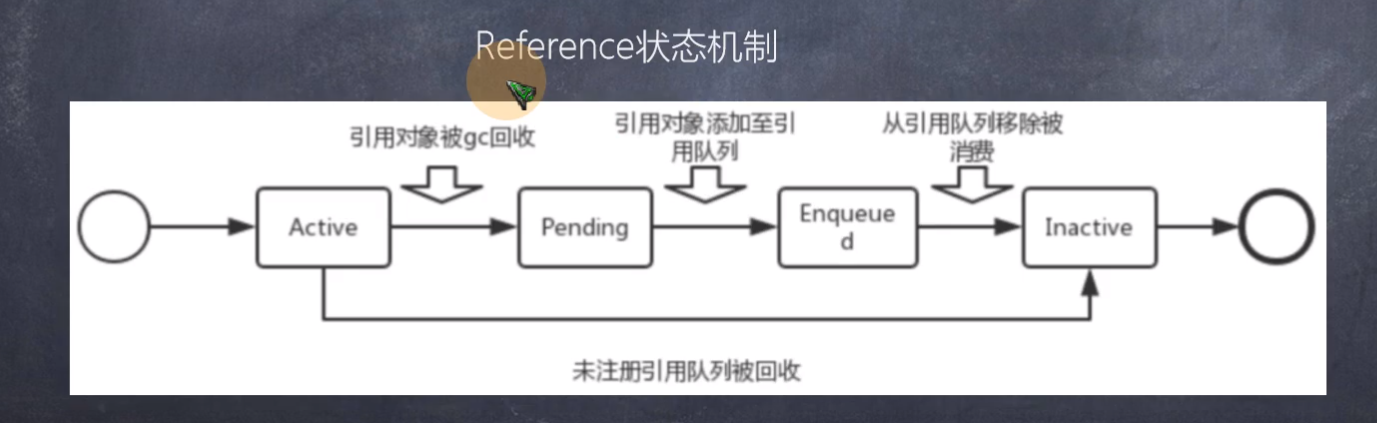 Reference状态机制
引用对象被gc回收
引用对象添加至引
用队列
从引用队列移除被
消费
Active
Pending
Enqueue
d
Inactive
未注册引用队列被回收